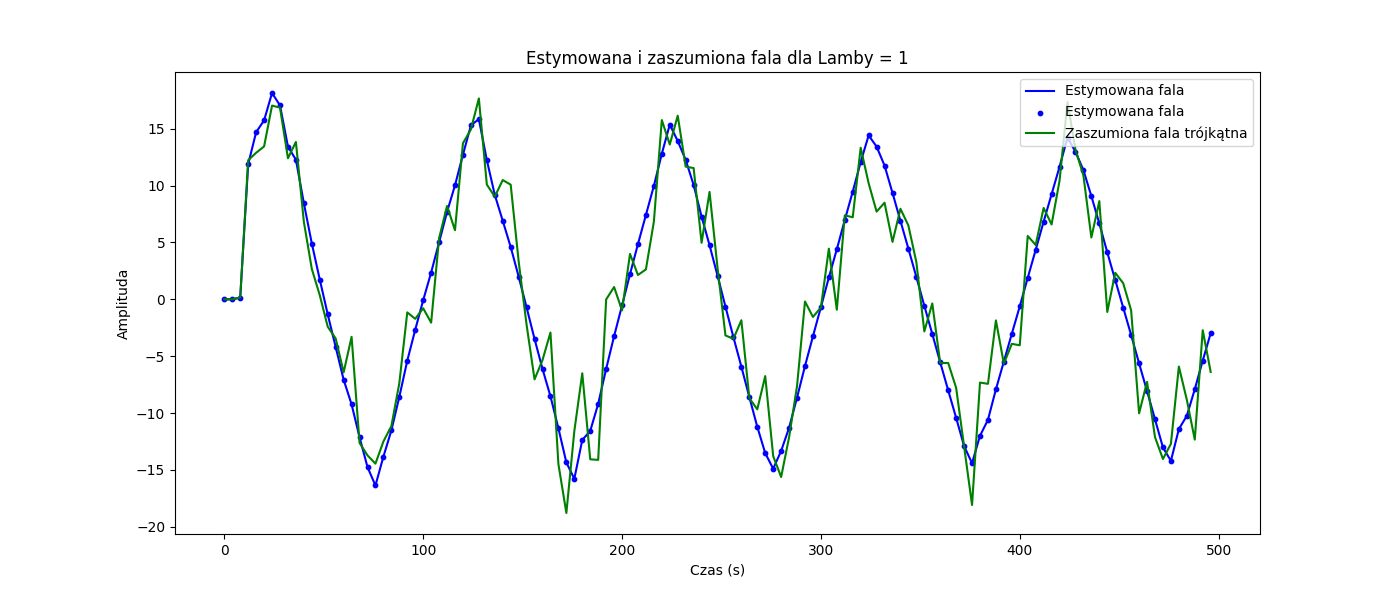 Estymowana i zaszumiona fala dla Lamby = 1
Estymowana fala
Estymowana fala
Zaszumiona fala trójkątna
Amplituda
15
10
5
0
−5
−10
−15
−20
0 100 200 300 400 500
Czas (s)